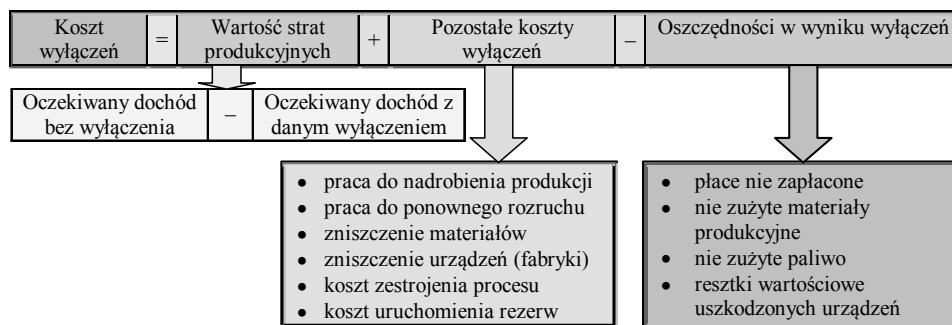 Koszt
wyłączeń
=
Wartość strat
produkcyjnych
+
Pozostałe koszty
wyłączeń
–
Oszczędności w wyniku wyłączeń
Oczekiwany dochód
bez wyłączenia
–
Oczekiwany dochód z
danym wyłączeniem
• praca do nadrobienia produkcji
• praca do ponownego rozruchu
• zniszczenie materiałów
• zniszczenie urządzeń (fabryki)
• koszt zestrojenia procesu
• koszt uruchomienia rezerw
• płace nie zapłacone
• nie zużyte materiały
produkcyjne
• nie zużyte paliwo
• resztki wartościowe
uszkodzonych urządzeń